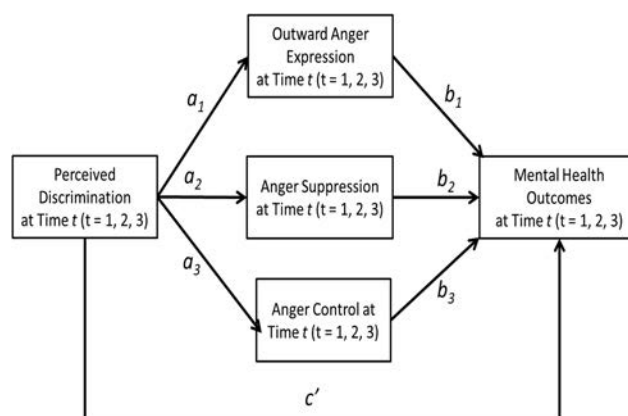 Outward Anger
Expression
at Time t (t = 1, 2, 3)
a1
b1
Perceived
Discrimination
at Time t (t = 1, 2, 3)
a2
Anger Suppression
at Time t (t = 1, 2, 3)
b2
Mental Health
Outcomes
at Time t (t = 1, 2, 3)
a3
Anger Control at
Time t (t = 1, 2, 3)
b3
c’